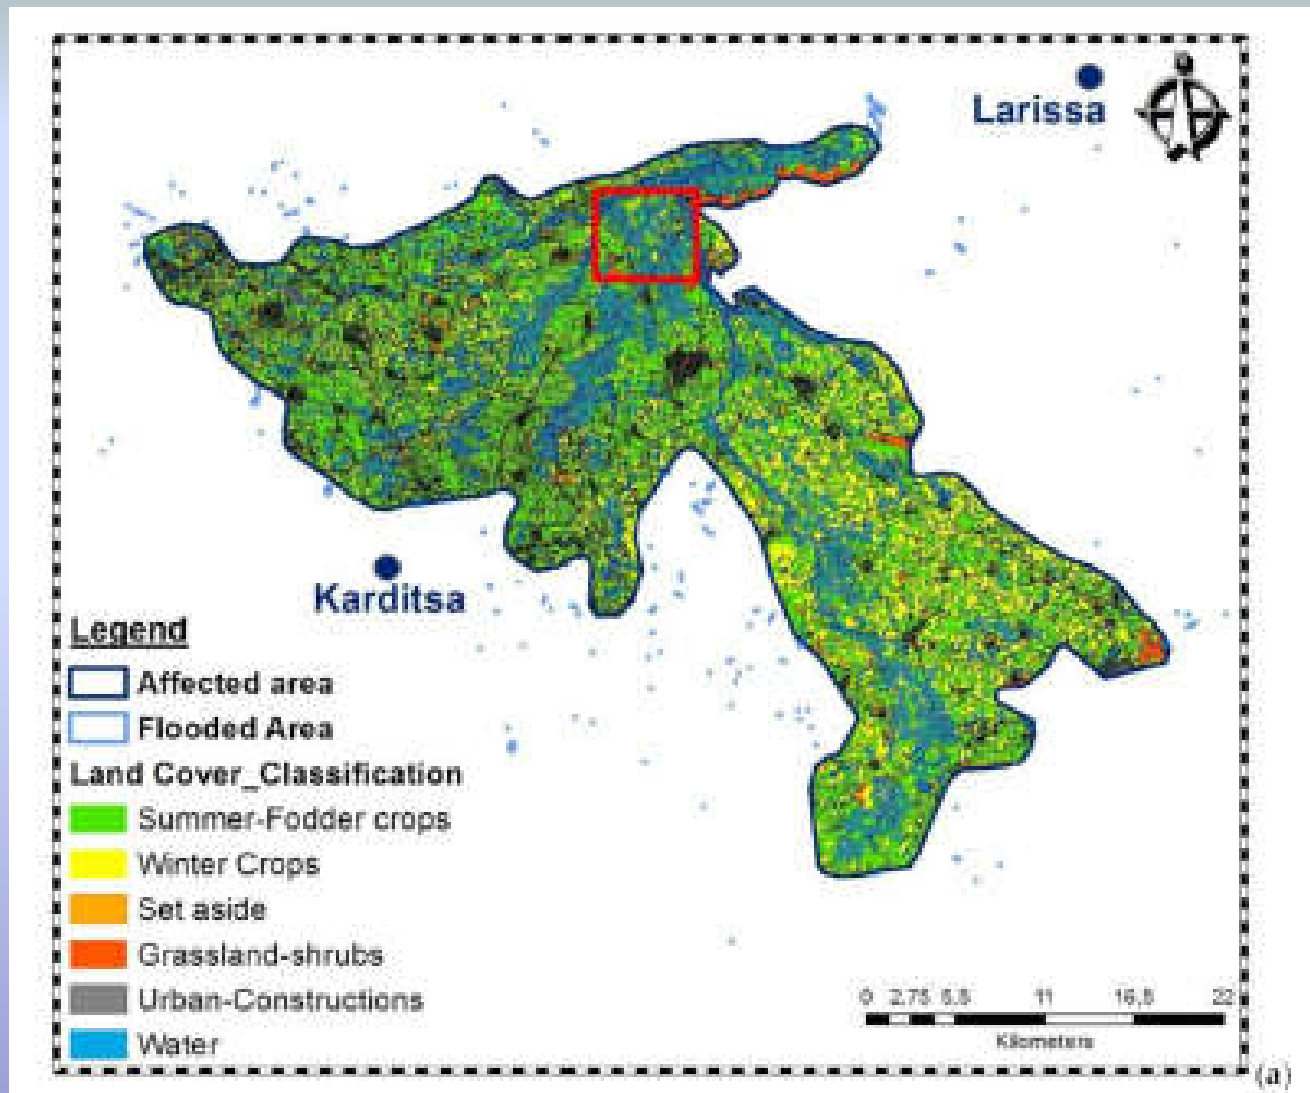 Larissa
Karditsa
Legend
Affected area
Flooded Area
Land Cover_Classification
Summer-Fodder crops
Winter Crops
Set aside
Grassland-shrubs
Urban-Constructions
Water
0 2,75 5,5 11 16,5 22
Kilometers
(a)